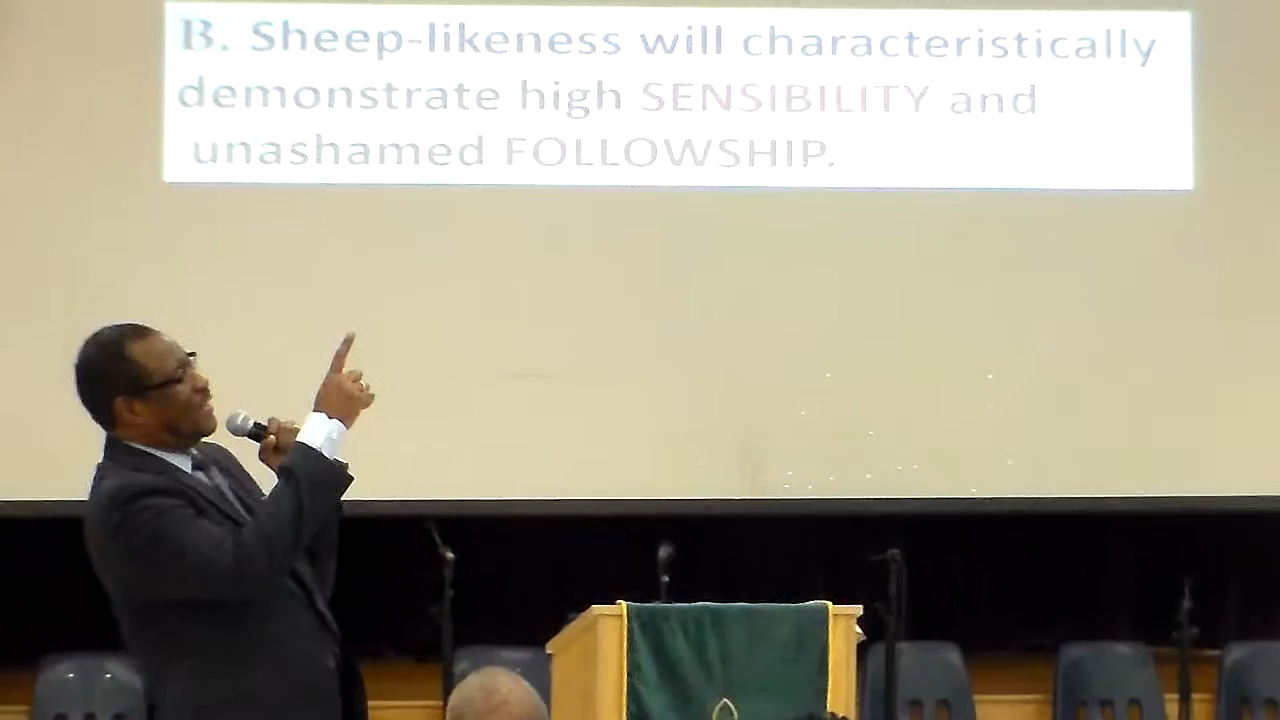 B. Sheep-likeness will characteristically
demonstrate high SENSIBILITY and
unashamed FOLLOWSHIP.